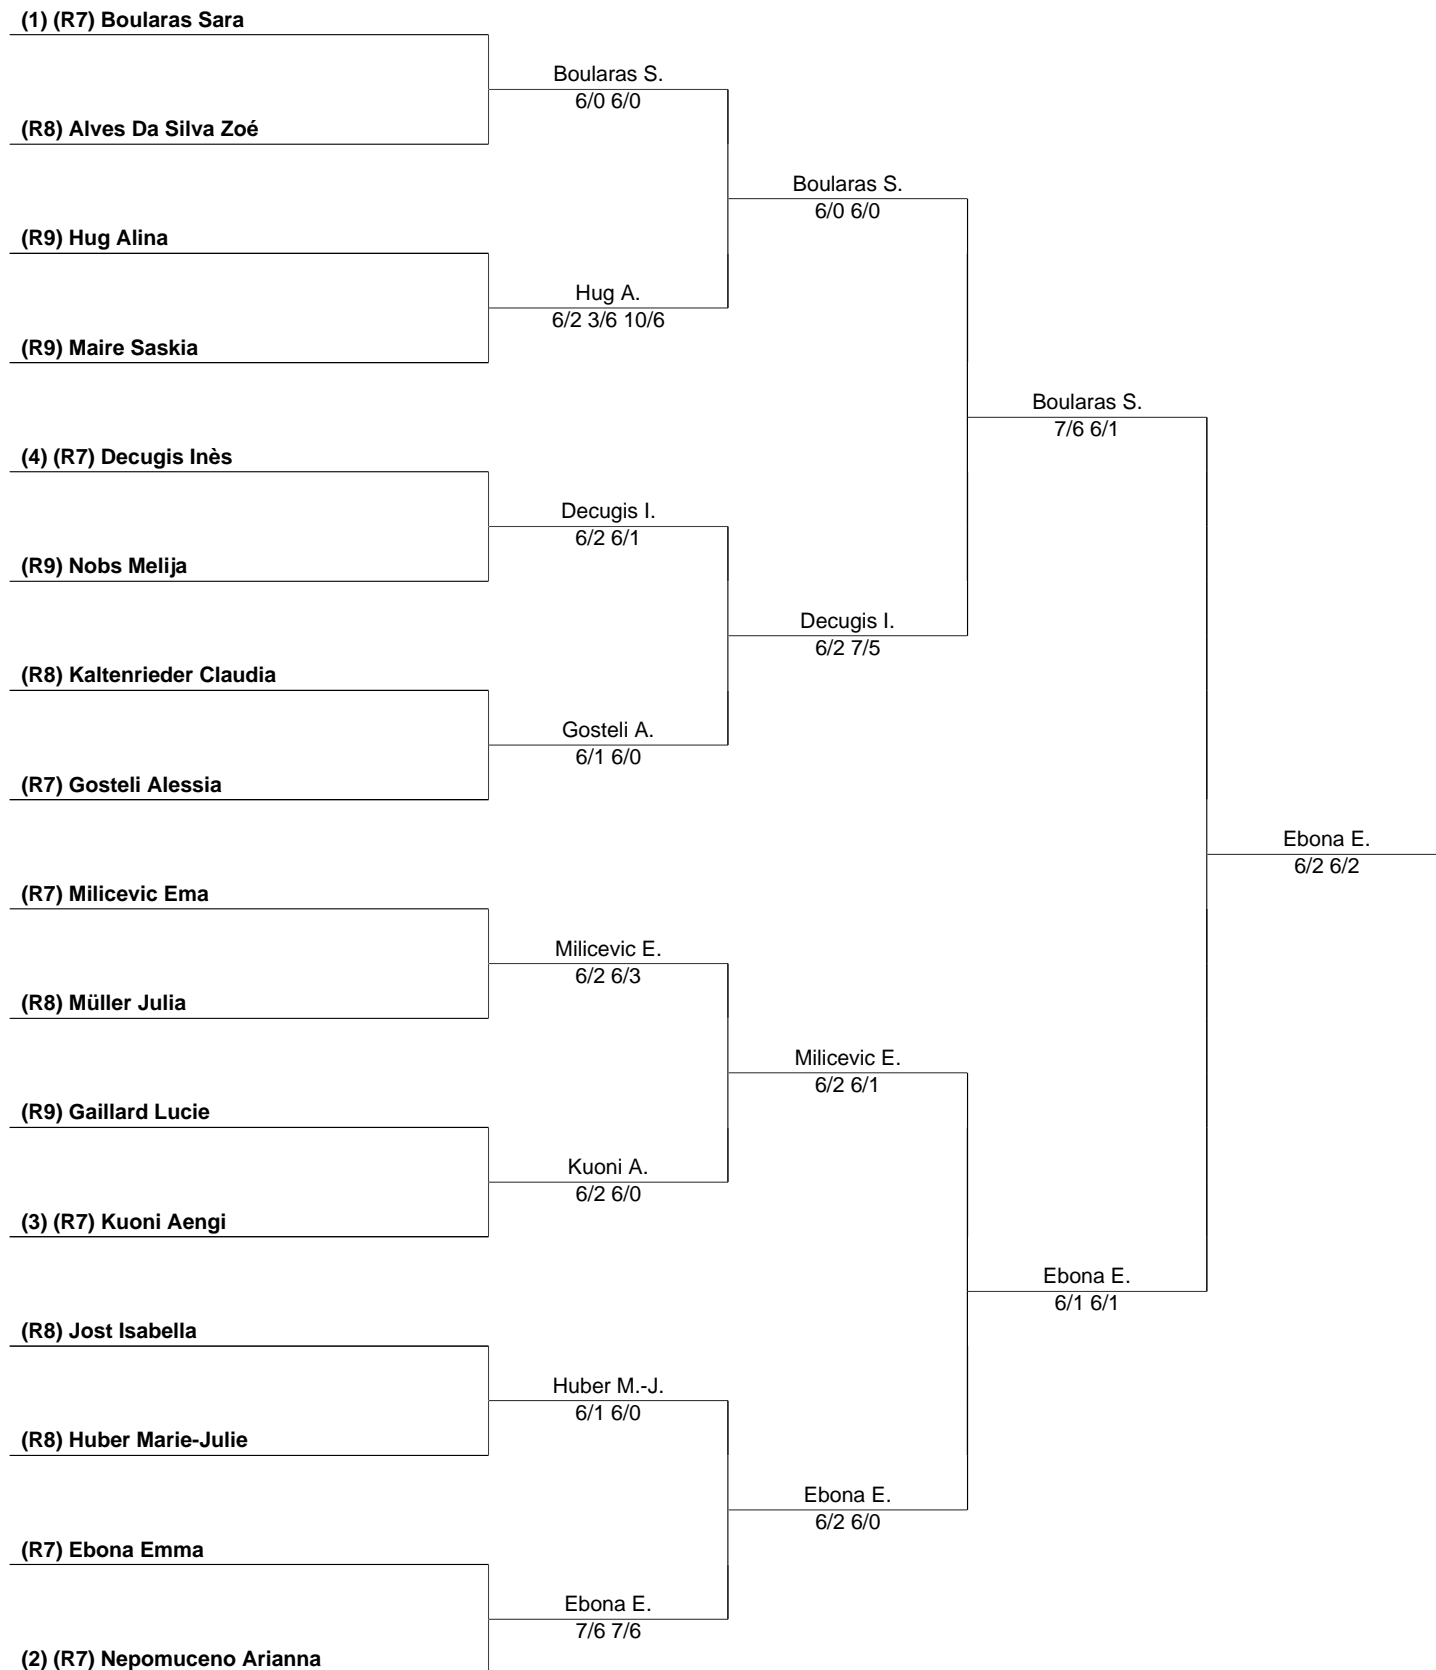 (1) (R7) Boularas Sara
Boularas S.
6/0 6/0
(R8) Alves Da Silva Zoé
Boularas S.
6/0 6/0
(R9) Hug Alina
Hug A.
6/2 3/6 10/6
(R9) Maire Saskia
Boularas S.
7/6 6/1
(4) (R7) Decugis Inès
Decugis I.
6/2 6/1
(R9) Nobs Melija
Decugis I.
6/2 7/5
(R8) Kaltenrieder Claudia
Gosteli A.
6/1 6/0
(R7) Gosteli Alessia
Ebona E.
6/2 6/2
(R7) Milicevic Ema
Milicevic E.
6/2 6/3
(R8) Müller Julia
Milicevic E.
6/2 6/1
(R9) Gaillard Lucie
Kuoni A.
6/2 6/0
(3) (R7) Kuoni Aengi
Ebona E.
6/1 6/1
(R8) Jost Isabella
Huber M.-J.
6/1 6/0
(R8) Huber Marie-Julie
Ebona E.
6/2 6/0
(R7) Ebona Emma
Ebona E.
7/6 7/6
(2) (R7) Nepomuceno Arianna